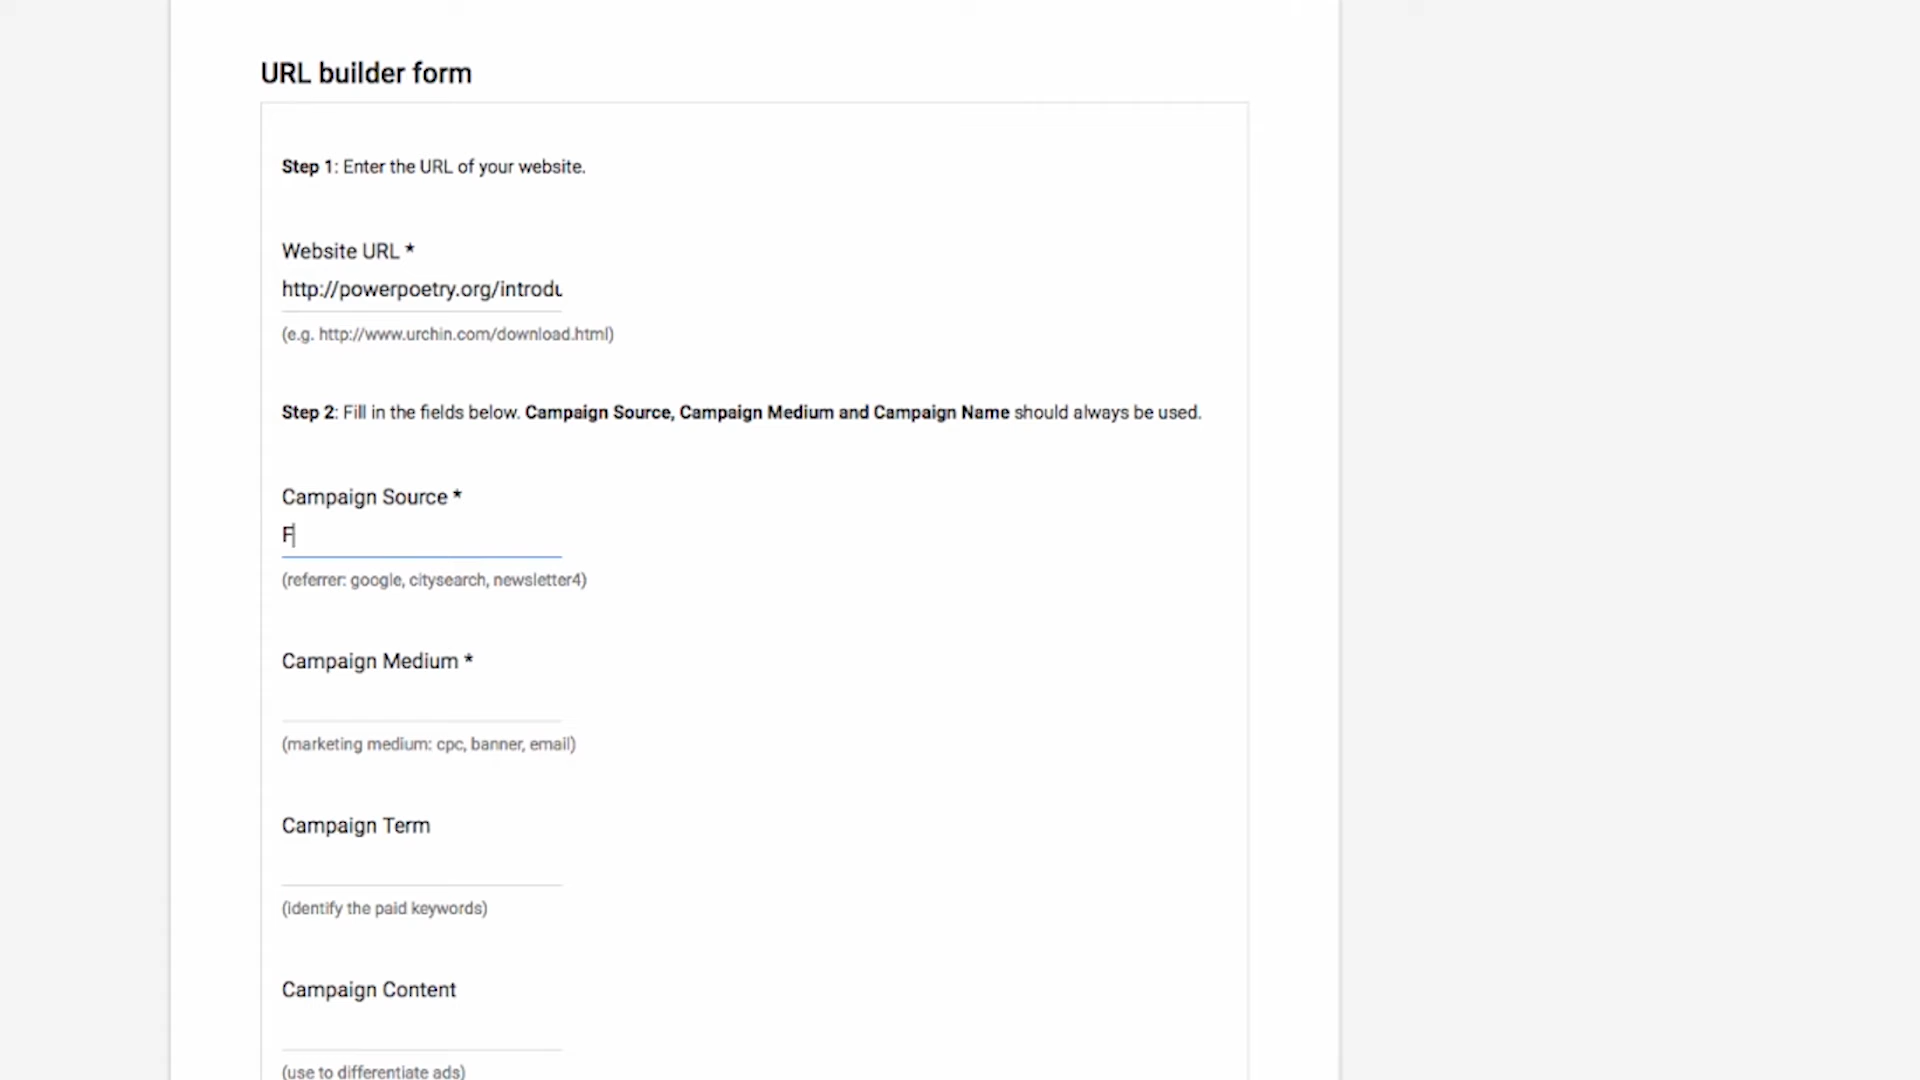 URL builder form
Step 1: Enter the URL of your website.
Website URL *
http://powerpoetry.org/introdu
(e.g. http://www.urchin.com/download.html)
Step 2: Fill in the fields below. Campaign Source, Campaign Medium and Campaign Name should always be used.
Campaign Source *
F
(referrer: google, citysearch, newsletter4)
Campaign Medium *
(marketing medium: cpc, banner, email)
Campaign Term
(identify the paid keywords)
Campaign Content
(use to differentiate ads)